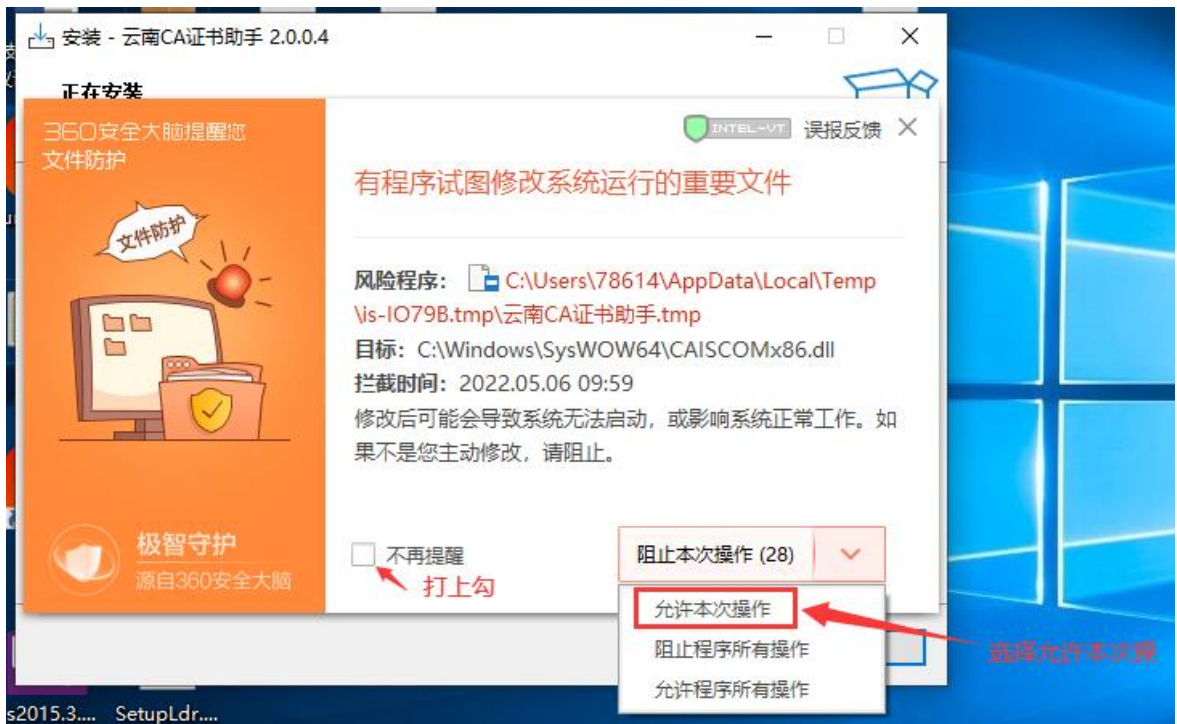 安装 - 云南CA证书助手 2.0.0.4
正在安装
360安全大脑提醒您
文件防护
INTEL-VT 误报反馈
有程序试图修改系统运行的重要文件
文件防护
风险程序: C:\Users\78614\AppData\Local\Temp
\is-IO79B.tmp\云南CA证书助手.tmp
目标: C:\Windows\SysWOW64\CAISCOMx86.dll
拦截时间: 2022.05.06 09:59
修改后可能会导致系统无法启动，或影响系统正常工作。如
果不是您主动修改，请阻止。
极智守护
源自360安全大脑
不再提醒
打上勾
阻止本次操作 (28)
允许本次操作
选择允许本次操
阻止程序所有操作
允许程序所有操作
s2015.3.... SetupLdr....